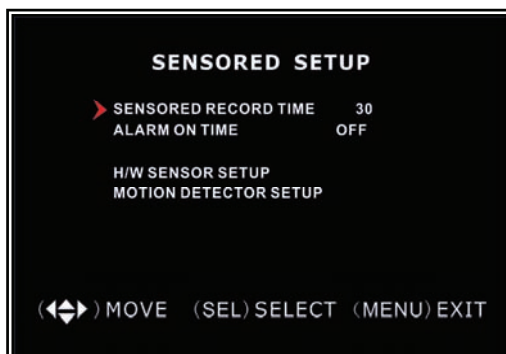 SENSORED SETUP
SENSORED RECORD TIME 30
ALARM ON TIME OFF
H/W SENSOR SETUP
MOTION DETECTOR SETUP
() MOVE (SEL) SELECT (MENU) EXIT